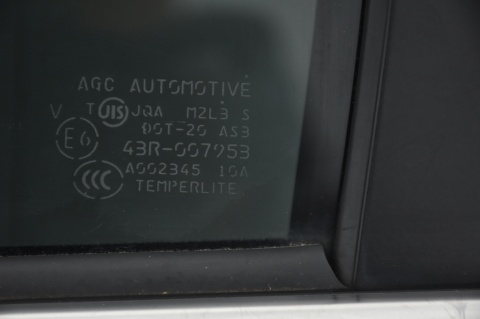 AGC AUTOMOTIVE
V T JIS JQA M2L3 S
DOT-20 AS3
E6 43R-007953
CCC A002345 10A
TEMPERLITE